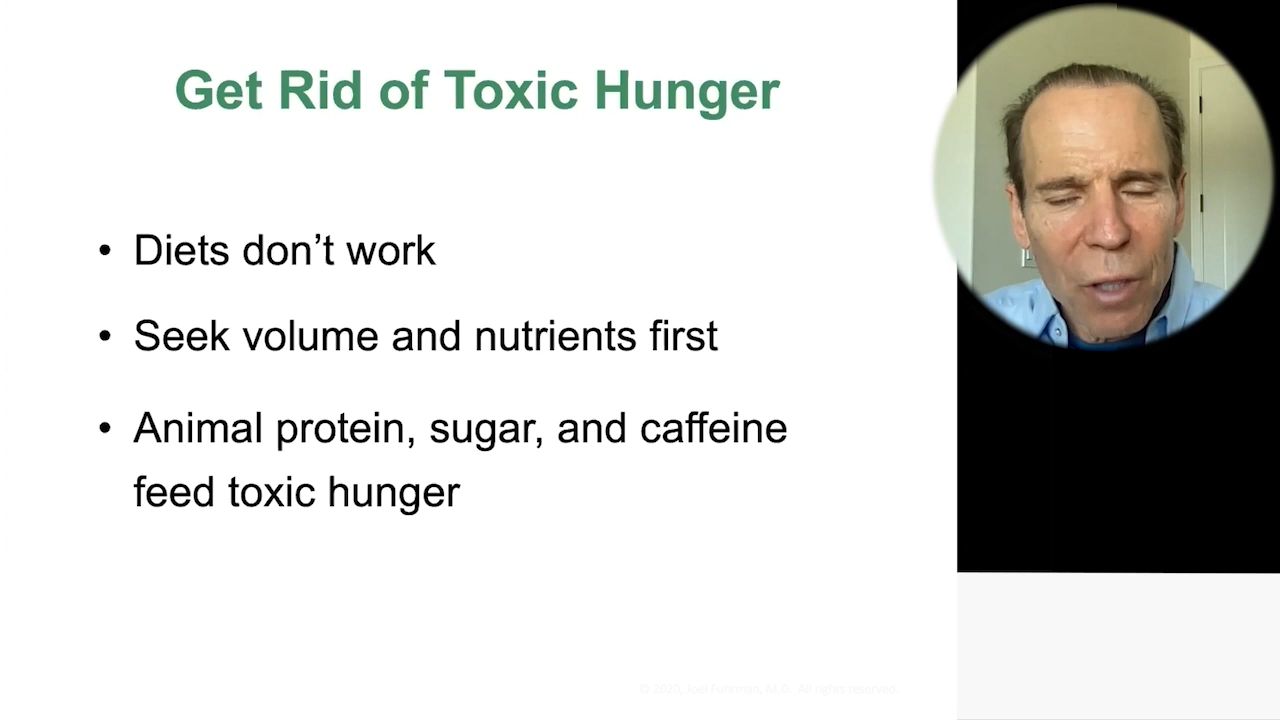 Get Rid of Toxic Hunger
• Diets don’t work
• Seek volume and nutrients first
• Animal protein, sugar, and caffeine
feed toxic hunger
© 2020, Joel Fuhrman, M.D. All rights reserved.